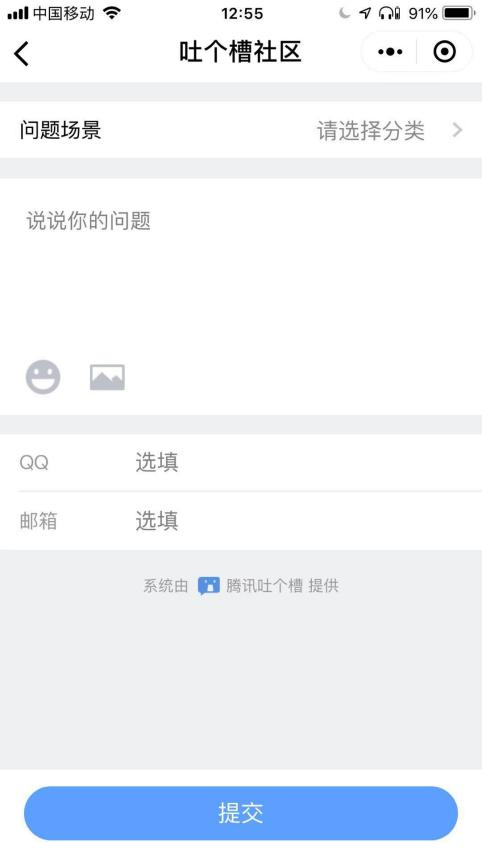 中国移动 12:55 91%
吐个槽社区
问题场景 请选择分类
说说你的问题
QQ 选填
邮箱 选填
系统由 腾讯吐个槽 提供
提交